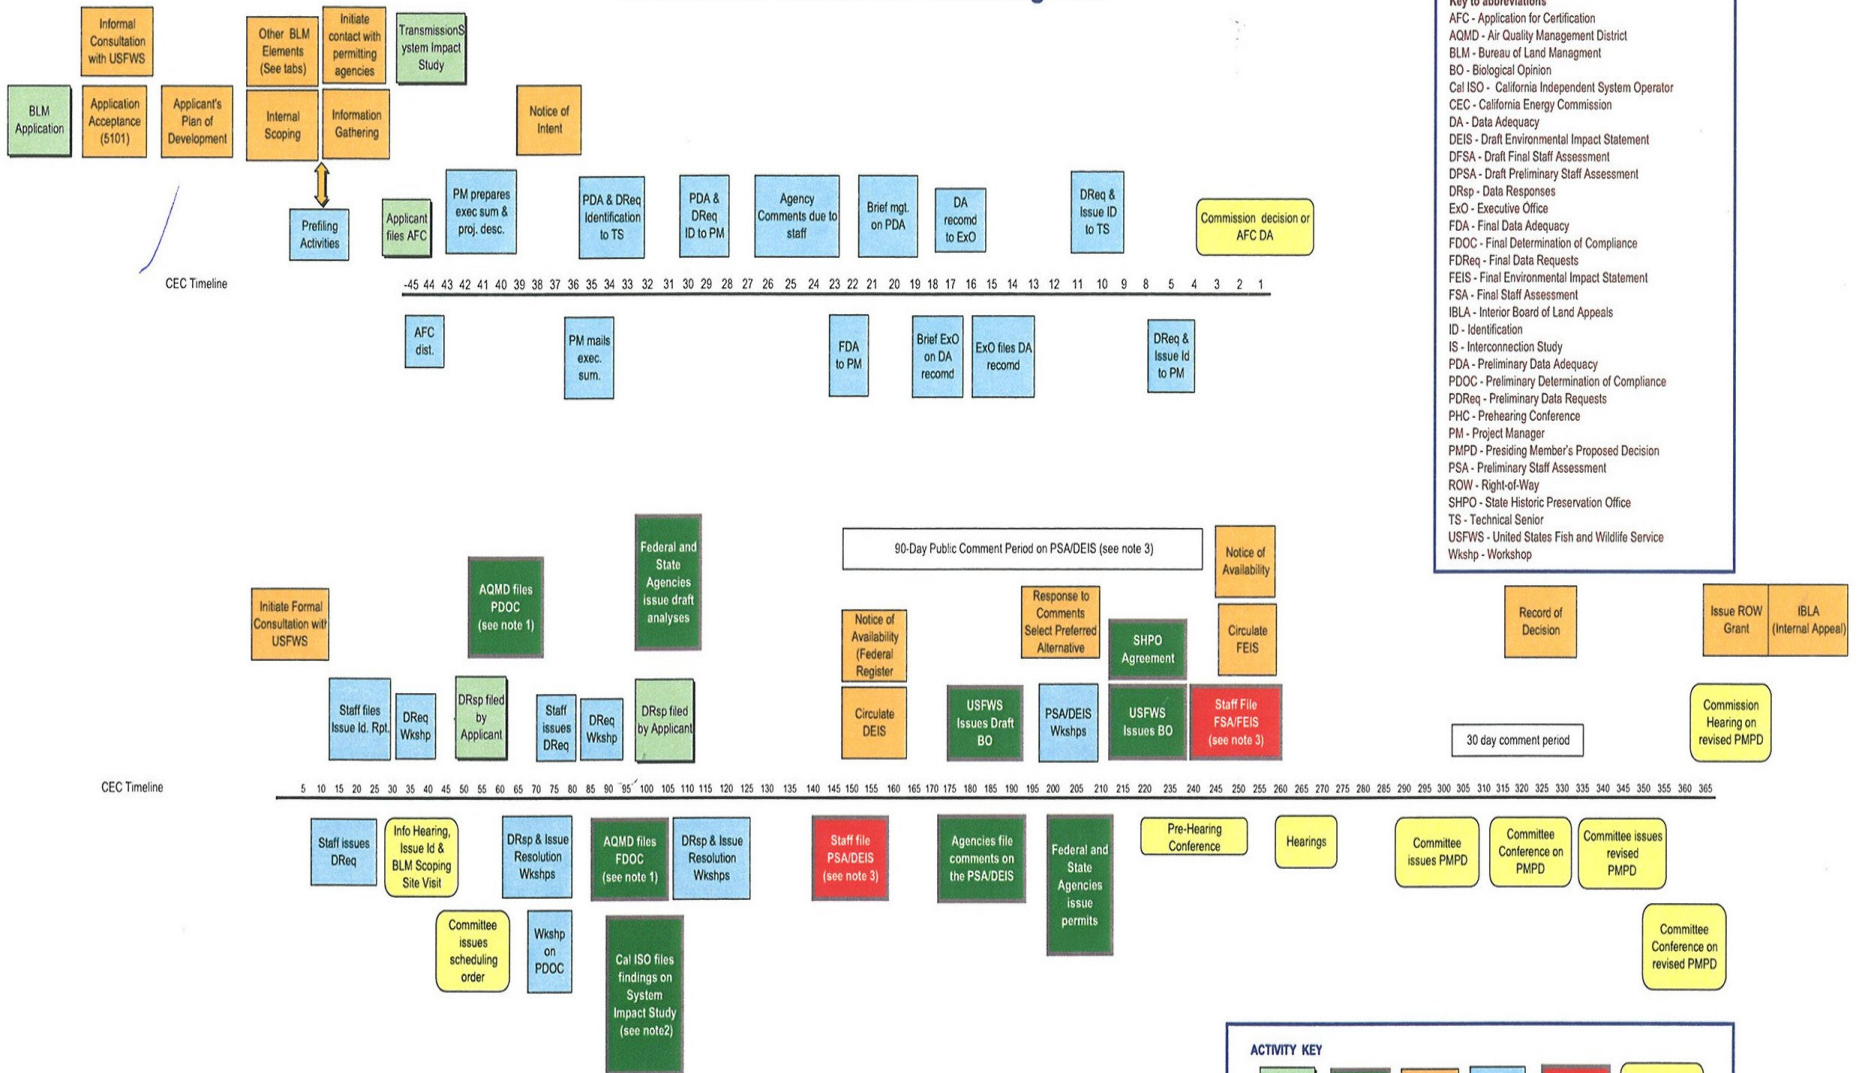 Informal
Consultation
with USFWS
Other BLM
Elements
(See tabs)
Initiate
contact with
permitting
agencies
TransmissionS
ystem Impact
Study
BLM
Application
Application
Acceptance
(5101)
Applicant's
Plan of
Development
Internal
Scoping
Information
Gathering
Notice of
Intent
Prefiling
Activities
Applicant
files AFC
PM prepares
exec sum &
proj. desc.
PDA & DReq
Identification
to TS
PDA &
DReq
ID to PM
Agency
Comments due to
staff
Brief mgt.
on PDA
DA
recomd
to ExO
DReq &
Issue ID
to TS
Commission decision or
AFC DA
CEC Timeline
-45 44 43 42 41 40 39 38 37 36 35 34 33 32 31 30 29 28 27 26 25 24 23 22 21 20 19 18 17 16 15 14 13 12 11 10 9 8 5 4 3 2 1
AFC
dist.
PM mails
exec.
sum.
FDA
to PM
Brief ExO
on DA
recomd
ExO files DA
recomd
DReq &
Issue Id
to PM
Key to abbreviations
AFC - Application for Certification
AQMD - Air Quality Management District
BLM - Bureau of Land Managment
BO - Biological Opinion
Cal ISO - California Independent System Operator
CEC - California Energy Commission
DA - Data Adequacy
DEIS - Draft Environmental Impact Statement
DFSA - Draft Final Staff Assessment
DPSA - Draft Preliminary Staff Assessment
DRsp - Data Responses
ExO - Executive Office
FDA - Final Data Adequacy
FDOC - Final Determination of Compliance
FDReq - Final Data Requests
FEIS - Final Environmental Impact Statement
FSA - Final Staff Assessment
IBLA - Interior Board of Land Appeals
ID - Identification
IS - Interconnection Study
PDA - Preliminary Data Adequacy
PDOC - Preliminary Determination of Compliance
PDReq - Preliminary Data Requests
PHC - Prehearing Conference
PM - Project Manager
PMPD - Presiding Member's Proposed Decision
PSA - Preliminary Staff Assessment
ROW - Right-of-Way
SHPO - State Historic Preservation Office
TS - Technical Senior
USFWS - United States Fish and Wildlife Service
Wkshp - Workshop
Initiate Formal
Consultation with
USFWS
AQMD files
PDOC
(see note 1)
Federal and
State
Agencies
issue draft
analyses
90-Day Public Comment Period on PSA/DEIS (see note 3)
Notice of
Availability
Notice of
Availability
(Federal
Register
Response to
Comments
Select Preferred
Alternative
SHPO
Agreement
Circulate
FEIS
Record of
Decision
Issue ROW
Grant
IBLA
(Internal Appeal)
Staff files
Issue Id. Rpt.
DReq
Wkshp
DRsp filed
by
Applicant
Staff
issues
DReq
DReq
Wkshp
DRsp filed
by Applicant
Circulate
DEIS
USFWS
Issues Draft
BO
PSA/DEIS
Wkshps
USFWS
Issues BO
Staff File
FSA/FEIS
(see note 3)
30 day comment period
Commission
Hearing on
revised PMPD
CEC Timeline
5 10 15 20 25 30 35 40 45 50 55 60 65 70 75 80 85 90 95 100 105 110 115 120 125 130 135 140 145 150 155 160 165 170 175 180 185 190 195 200 205 210 215 220 235 240 245 250 255 260 265 270 275 280 285 290 295 300 305 310 315 320 325 330 335 340 345 350 355 360 365
Staff issues
DReq
Info Hearing,
Issue Id &
BLM Scoping
Site Visit
DRsp & Issue
Resolution
Wkshps
AQMD files
FDOC
(see note 1)
DRsp & Issue
Resolution
Wkshps
Staff file
PSA/DEIS
(see note 3)
Agencies file
comments on
the PSA/DEIS
Federal and
State
Agencies
issue
permits
Pre-Hearing
Conference
Hearings
Committee
issues PMPD
Committee
Conference on
PMPD
Committee issues
revised
PMPD
Committee
issues
scheduling
order
Wkshp
on
PDOC
Cal ISO files
findings on
System
Impact Study
(see note2)
Committee
Conference on
revised PMPD
ACTIVITY KEY